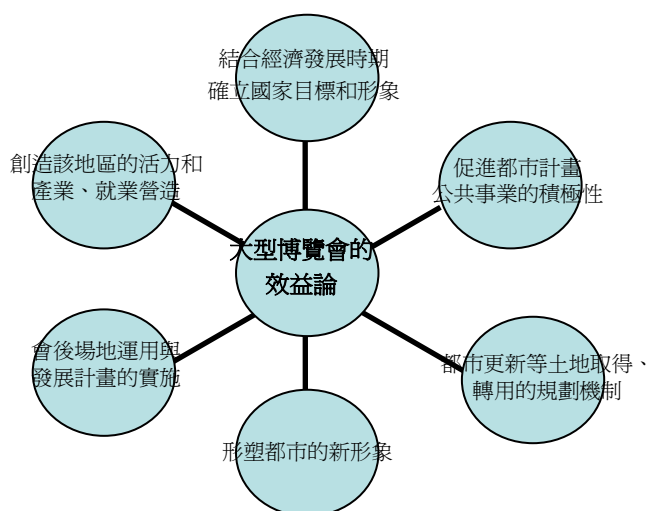 結合經濟發展時期
確立國家目標和形象
創造該地區的活力和
產業、就業營造
促進都市計畫
公共事業的積極性
大型博覽會的
效益論
會後場地運用與
發展計畫的實施
都市更新等土地取得、
轉用的規劃機制
形塑都市的新形象